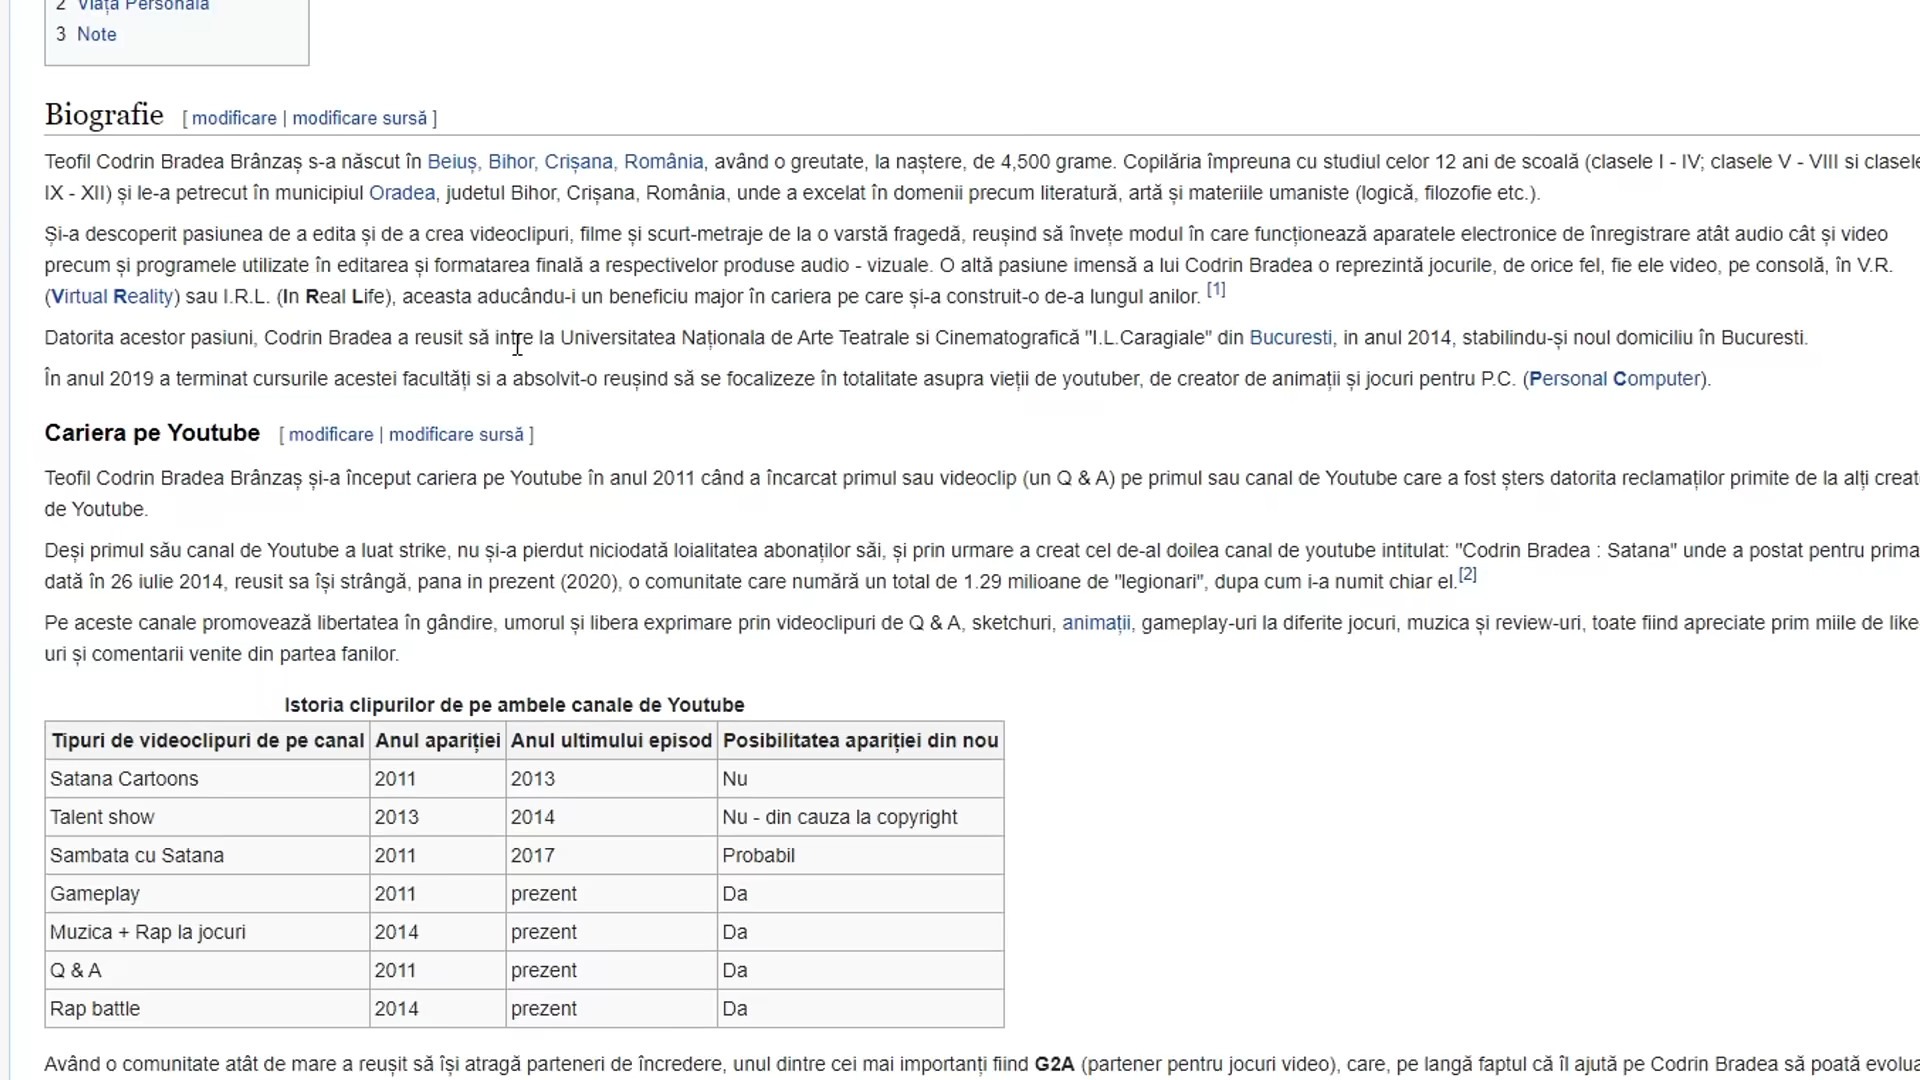 2 Viața Personală
3 Note
Biografie [ modificare | modificare sursă ]
Teofil Codrin Bradea Brânzaș s-a născut în Beiuș, Bihor, Crișana, România, având o greutate, la naștere, de 4,500 grame. Copilăria împreuna cu studiul celor 12 ani de scoală (clasele I - IV; clasele V - VIII si clasele
IX - XII) și le-a petrecut în municipiul Oradea, judetul Bihor, Crișana, România, unde a excelat în domenii precum literatură, artă și materiile umaniste (logică, filozofie etc.).
Și-a descoperit pasiunea de a edita și de a crea videoclipuri, filme și scurt-metraje de la o varstă fragedă, reușind să învețe modul în care funcționează aparatele electronice de înregistrare atât audio cât și video
precum și programele utilizate în editarea și formatarea finală a respectivelor produse audio - vizuale. O altă pasiune imensă a lui Codrin Bradea o reprezintă jocurile, de orice fel, fie ele video, pe consolă, în V.R.
(Virtual Reality) sau I.R.L. (In Real Life), aceasta aducându-i un beneficiu major în cariera pe care și-a construit-o de-a lungul anilor. [1]
Datorita acestor pasiuni, Codrin Bradea a reusit să intre la Universitatea Naționala de Arte Teatrale si Cinematografică "I.L.Caragiale" din Bucuresti, in anul 2014, stabilindu-și noul domiciliu în Bucuresti.
În anul 2019 a terminat cursurile acestei facultăți si a absolvit-o reușind să se focalizeze în totalitate asupra vieții de youtuber, de creator de animații și jocuri pentru P.C. (Personal Computer).
Cariera pe Youtube [ modificare | modificare sursă ]
Teofil Codrin Bradea Brânzaș și-a început cariera pe Youtube în anul 2011 când a încarcat primul sau videoclip (un Q & A) pe primul sau canal de Youtube care a fost șters datorita reclamaților primite de la alți creat
de Youtube.
Deși primul său canal de Youtube a luat strike, nu și-a pierdut niciodată loialitatea abonaților săi, și prin urmare a creat cel de-al doilea canal de youtube intitulat: "Codrin Bradea : Satana" unde a postat pentru prima
dată în 26 iulie 2014, reusit sa își strângă, pana in prezent (2020), o comunitate care numără un total de 1.29 milioane de "legionari", dupa cum i-a numit chiar el.[2]
Pe aceste canale promovează libertatea în gândire, umorul și libera exprimare prin videoclipuri de Q & A, sketchuri, animații, gameplay-uri la diferite jocuri, muzica și review-uri, toate fiind apreciate prim miile de like
uri și comentarii venite din partea fanilor.
Istoria clipurilor de pe ambele canale de Youtube
Tipuri de videoclipuri de pe canal Anul apariției Anul ultimului episod Posibilitatea apariției din nou
Satana Cartoons 2011 2013 Nu
Talent show 2013 2014 Nu - din cauza la copyright
Sambata cu Satana 2011 2017 Probabil
Gameplay 2011 prezent Da
Muzica + Rap la jocuri 2014 prezent Da
Q & A 2011 prezent Da
Rap battle 2014 prezent Da
Având o comunitate atât de mare a reușit să își atragă parteneri de încredere, unul dintre cei mai importanți fiind G2A (partener pentru jocuri video), care, pe langă faptul că îl ajută pe Codrin Bradea să poată evolua